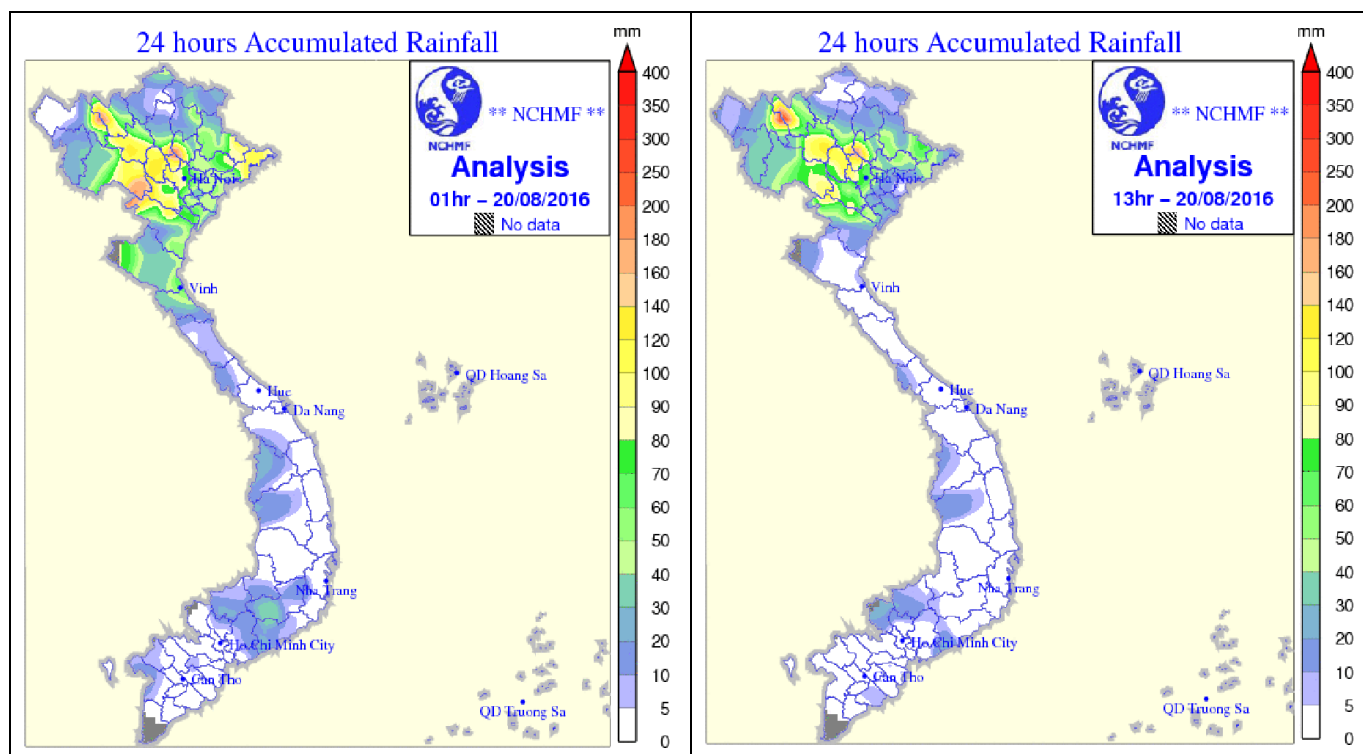 24 hours Accumulated Rainfall
mm
NCHMF
** NCHMF **
Analysis
01hr – 20/08/2016
No data
400
350
300
250
200
180
160
140
120
100
90
80
70
60
50
40
30
20
10
5
0
Ha Noi
Vinh
QD Hoang Sa
Hue
Da Nang
Nha Trang
Ho Chi Minh City
Can Tho
QD Truong Sa
24 hours Accumulated Rainfall
mm
NCHMF
** NCHMF **
Analysis
13hr – 20/08/2016
No data
400
350
300
250
200
180
160
140
120
100
90
80
70
60
50
40
30
20
10
5
0
Ha Noi
Vinh
QD Hoang Sa
Hue
Da Nang
Nha Trang
Ho Chi Minh City
Can Tho
QD Truong Sa